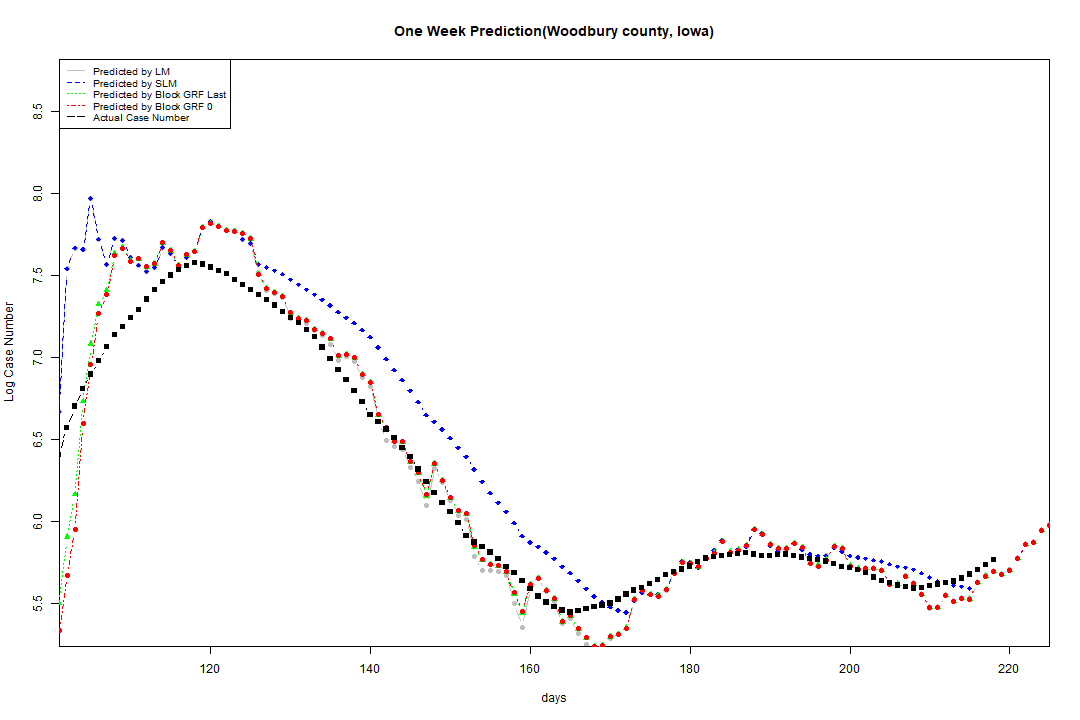 One Week Prediction(Woodbury county, Iowa)
Predicted by LM
Predicted by SLM
Predicted by Block GRF Last
Predicted by Block GRF 0
Actual Case Number
8.5
8.0
7.5
7.0
6.5
6.0
5.5
Log Case Number
120 140 160 180 200 220
days